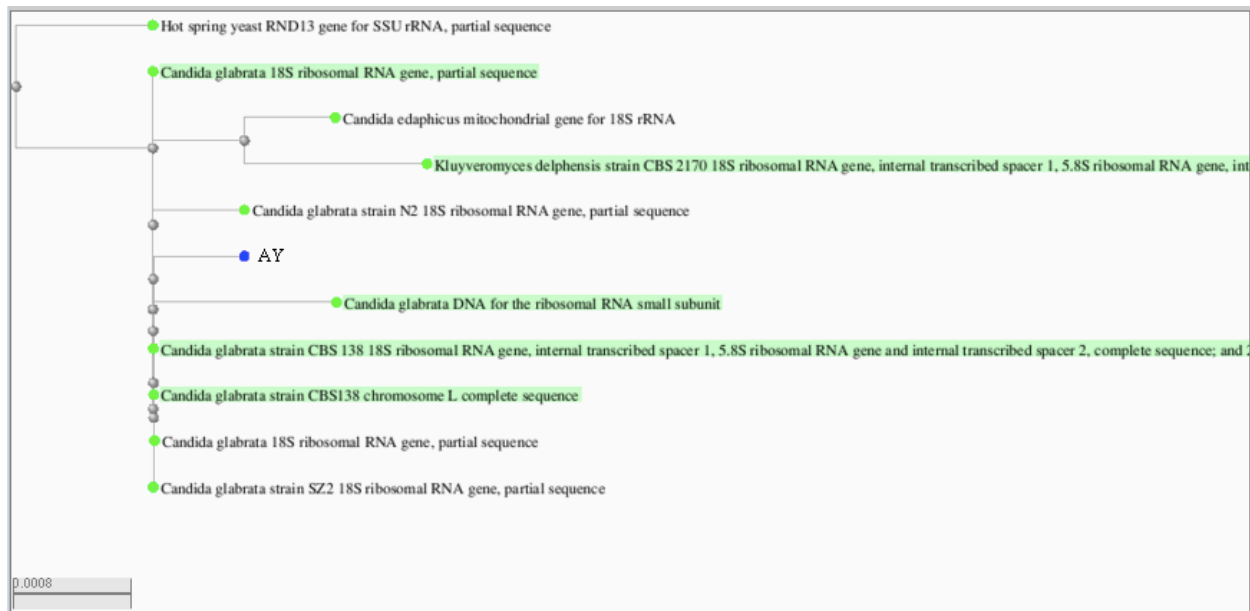 Hot spring yeast RND13 gene for SSU rRNA, partial sequence
Candida glabrata 18S ribosomal RNA gene, partial sequence
Candida edaphicus mitochondrial gene for 18S rRNA
Kluyveromyces delphensis strain CBS 2170 18S ribosomal RNA gene, internal transcribed spacer 1, 5.8S ribosomal RNA gene, int
Candida glabrata strain N2 18S ribosomal RNA gene, partial sequence
AY
Candida glabrata DNA for the ribosomal RNA small subunit
Candida glabrata strain CBS 138 18S ribosomal RNA gene, internal transcribed spacer 1, 5.8S ribosomal RNA gene and internal transcribed spacer 2, complete sequence; and 2
Candida glabrata strain CBS138 chromosome L complete sequence
Candida glabrata 18S ribosomal RNA gene, partial sequence
Candida glabrata strain SZ2 18S ribosomal RNA gene, partial sequence
0.0008